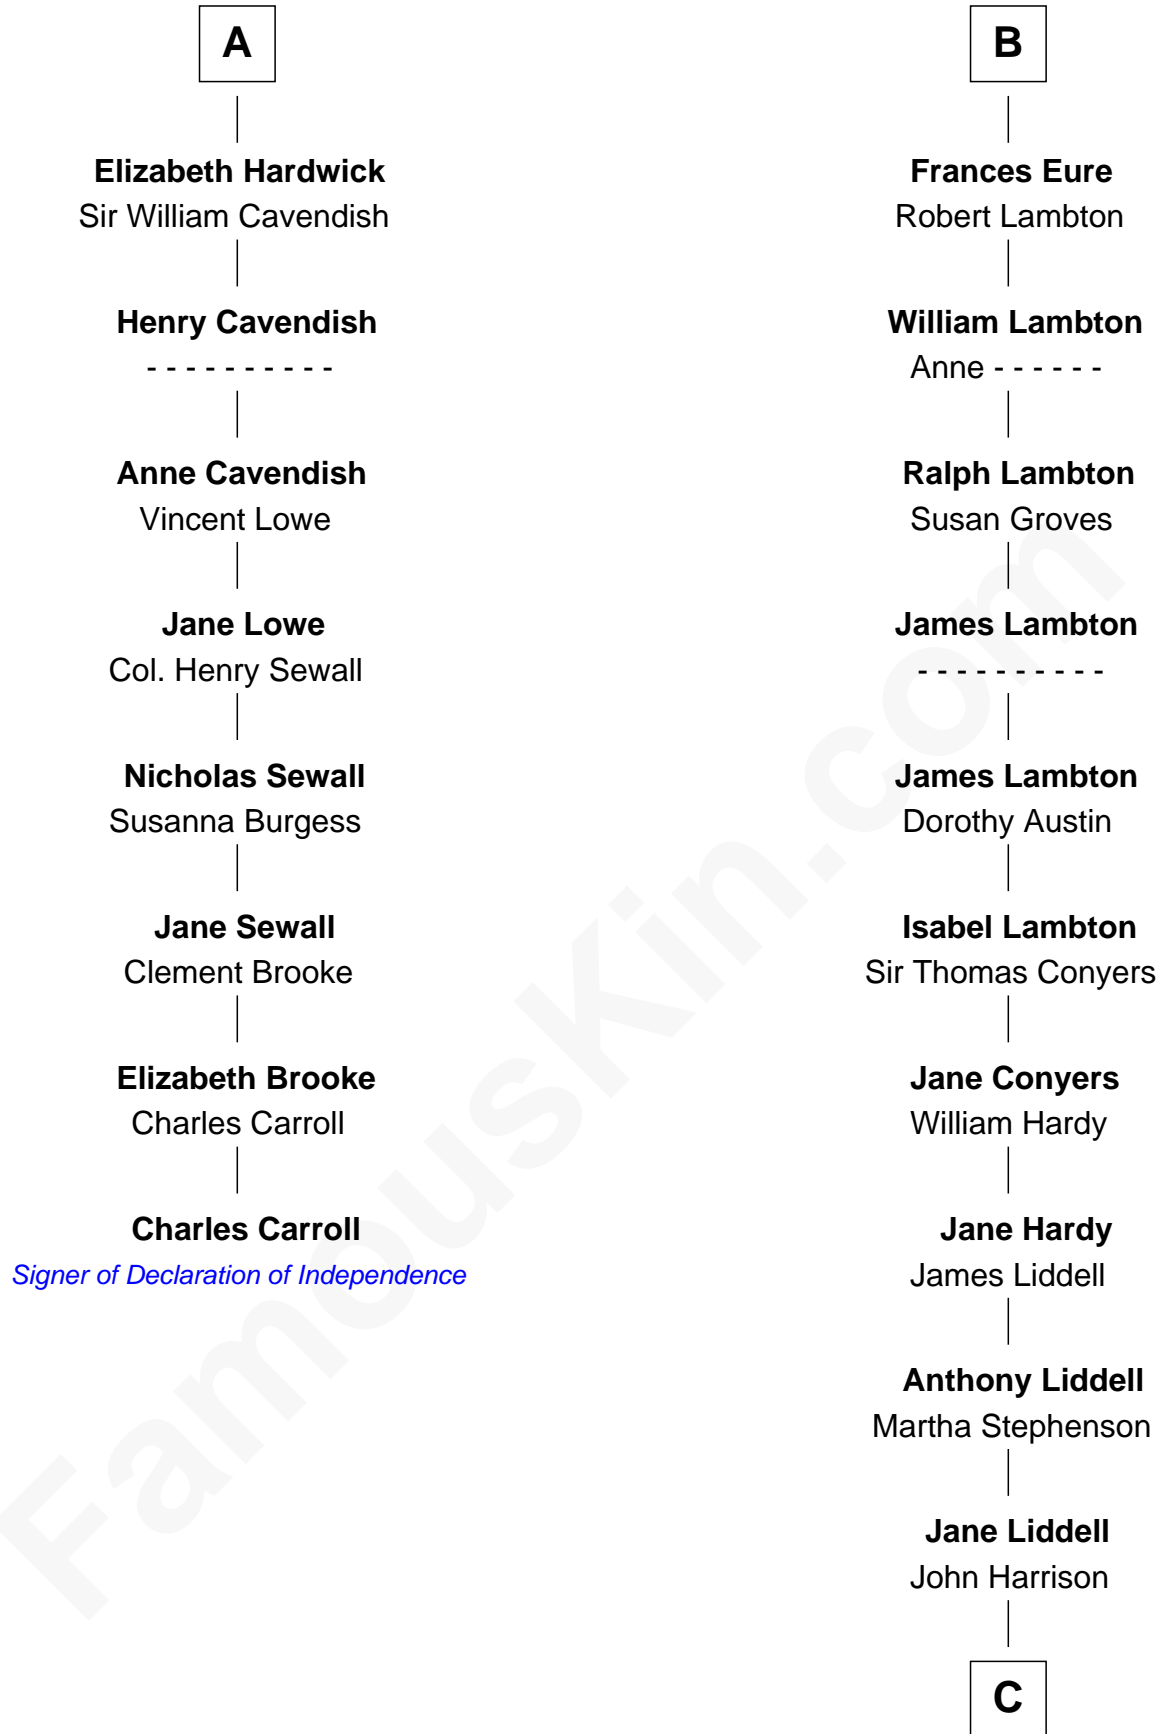 A
Elizabeth Hardwick
Sir William Cavendish
Henry Cavendish
- - - - - - - - - -
Anne Cavendish
Vincent Lowe
Jane Lowe
Col. Henry Sewall
Nicholas Sewall
Susanna Burgess
Jane Sewall
Clement Brooke
Elizabeth Brooke
Charles Carroll
Charles Carroll
Signer of Declaration of Independence
B
Frances Eure
Robert Lambton
William Lambton
Anne - - - - - -
Ralph Lambton
Susan Groves
James Lambton
- - - - - - - - - -
James Lambton
Dorothy Austin
Isabel Lambton
Sir Thomas Conyers
Jane Conyers
William Hardy
Jane Hardy
James Liddell
Anthony Liddell
Martha Stephenson
Jane Liddell
John Harrison
C
FamousKin.com